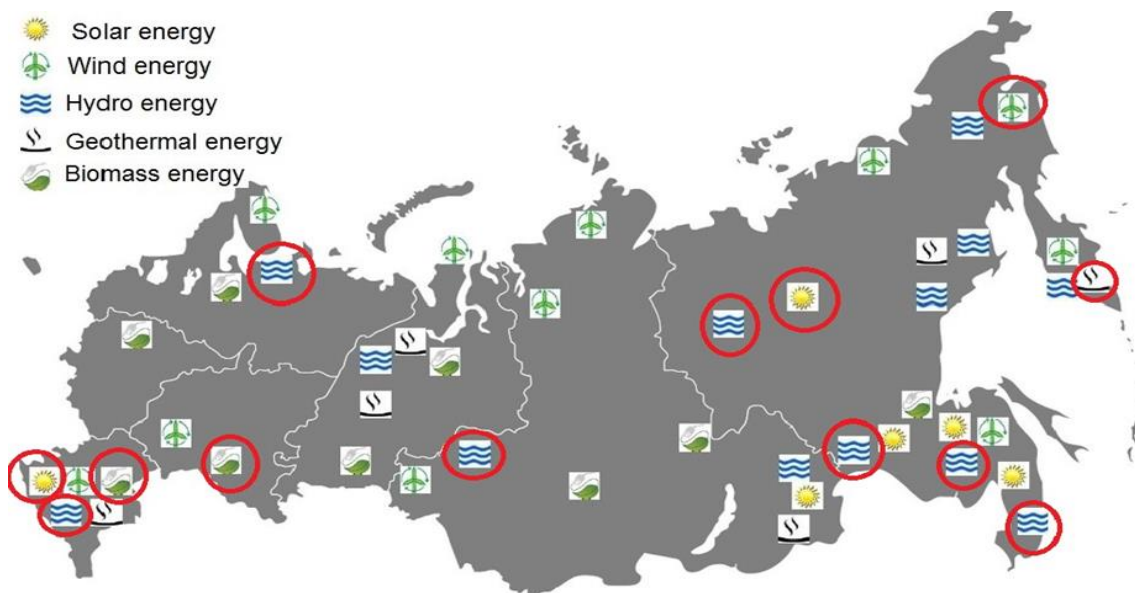 Solar energy
Wind energy
Hydro energy
Geothermal energy
Biomass energy